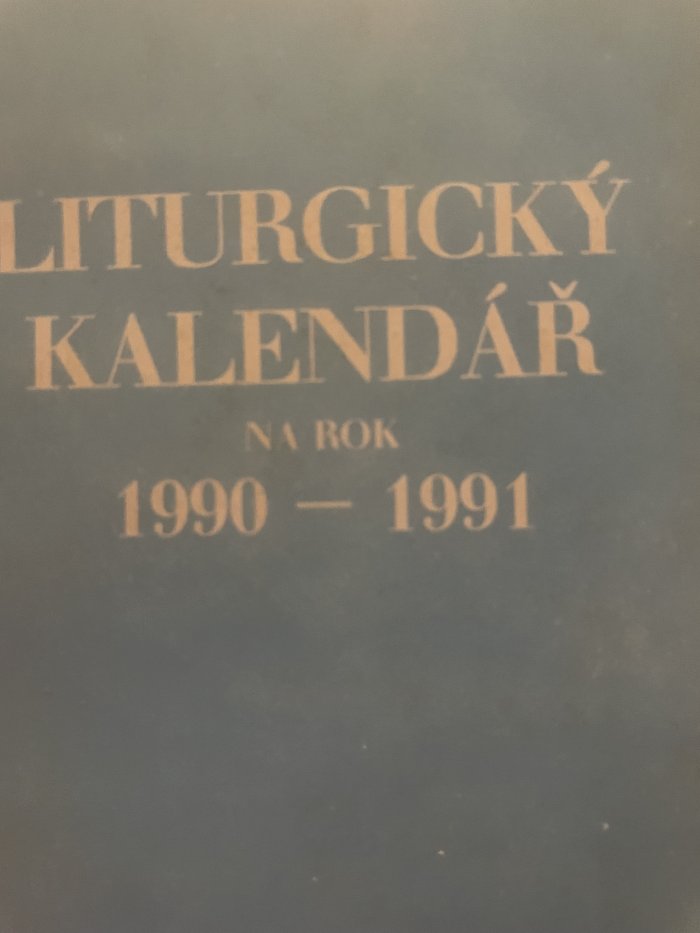 LITURGICKÝ
KALENDÁŘ
NA ROK
1990 — 1991